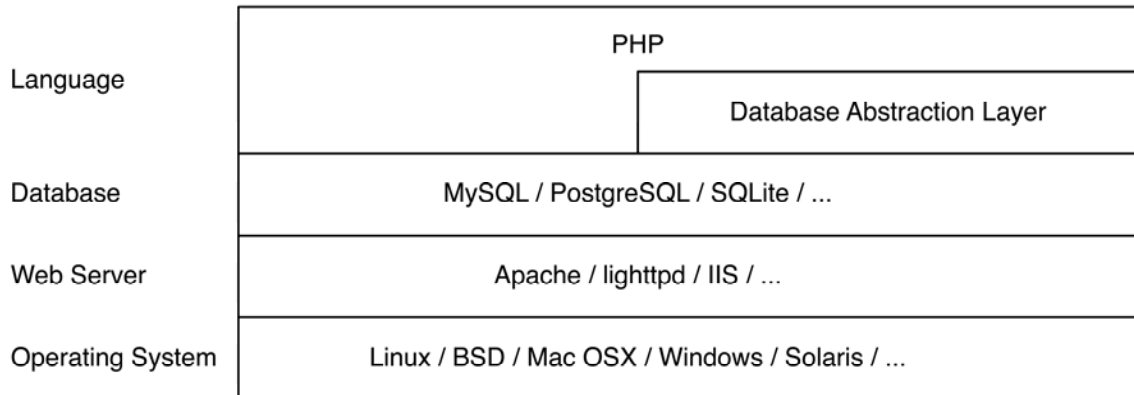 PHP
Language
Database Abstraction Layer
Database
MySQL / PostgreSQL / SQLite / ...
Web Server
Apache / lighttpd / IIS / ...
Operating System
Linux / BSD / Mac OSX / Windows / Solaris / ...